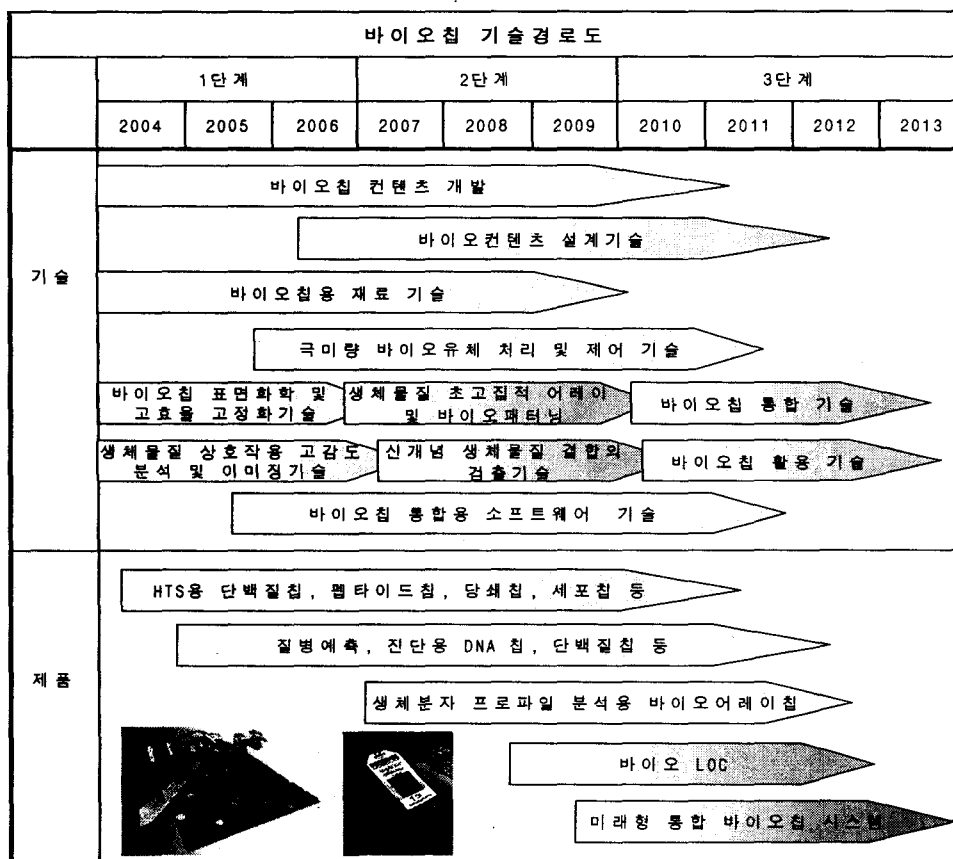 바이오칩 기술경로도
1단계 2단계 3단계
2004 2005 2006 2007 2008 2009 2010 2011 2012 2013
기술
바이오칩 컨텐츠 개발
바이오컨텐츠 설계기술
바이오칩용 재료 기술
극미량 바이오유체 처리 및 제어 기술
바이오칩 표면화학 및
고효율 고정화기술
생체물질 초고집적 어레이
및 바이오패터닝
바이오칩 통합 기술
생체물질 상호작용 고감도
분석 및 이미징기술
신개념 생체물질 결합의
검출기술
바이오칩 활용 기술
바이오칩 통합용 소프트웨어 기술
제품
HTS용 단백질칩, 펩타이드칩, 당쇄칩, 세포칩 등
질병예측, 진단용 DNA 칩, 단백질칩 등
생체분자 프로파일 분석용 바이오어레이칩
바이오 LOC
미래형 통합 바이오칩 시스템